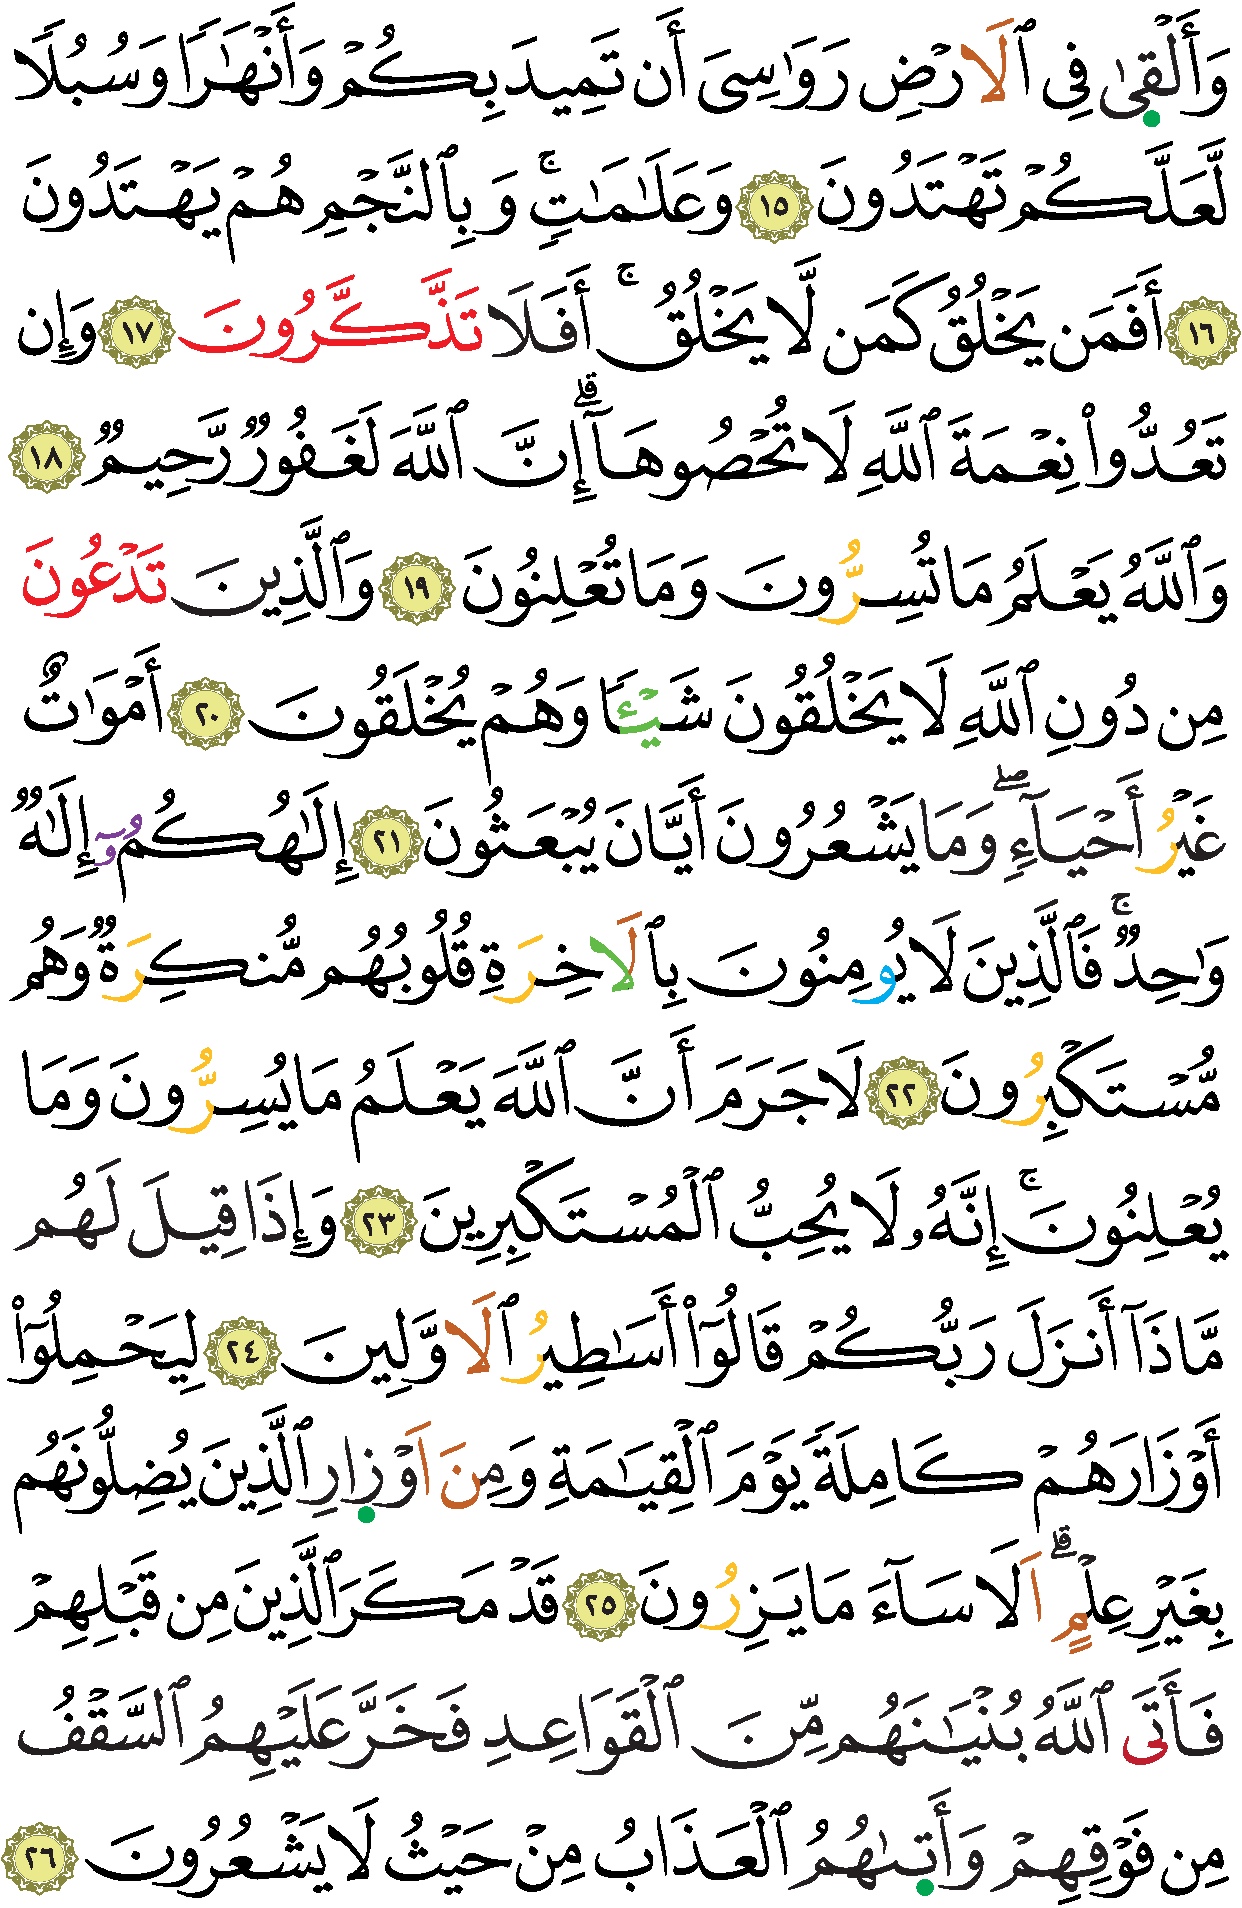 وَأَلْقَىٰ فِى ٱلَارْضِ رَوَٰسِىَ أَن تَمِيدَ بِكُمْ وَأَنْهَٰرًا وَسُبُلًا
لَّعَلَّكُمْ تَهْتَدُونَ ١٥ وَعَلَٰمَٰتٍۚ وَبِٱلنَّجْمِ هُمْ يَهْتَدُونَ
١٦ أَفَمَن يَخْلُقُ كَمَن لَّا يَخْلُقُۚ أَفَلَا تَذَّكَّرُونَ ١٧ وَإِن
تَعُدُّوا۟ نِعْمَةَ ٱللَّهِ لَا تُحْصُوهَآۗ إِنَّ ٱللَّهَ لَغَفُورٌ رَّحِيمٌ ١٨
وَٱللَّهُ يَعْلَمُ مَا تُسِرُّونَ وَمَا تُعْلِنُونَ ١٩ وَٱلَّذِينَ تَدْعُونَ
مِن دُونِ ٱللَّهِ لَا يَخْلُقُونَ شَيْـًٔا وَهُمْ يُخْلَقُونَ ٢٠ أَمْوَٰتٌ
غَيْرُ أَحْيَآءٍۖ وَمَا يَشْعُرُونَ أَيَّانَ يُبْعَثُونَ ٢١ إِلَٰهُكُمُۥٓ إِلَٰهٌ
وَٰحِدٌۚ فَٱلَّذِينَ لَا يُومِنُونَ بِٱلَاخِرَةِ قُلُوبُهُم مُّنكِرَةٌ وَهُم
مُّسْتَكْبِرُونَ ٢٢ لَا جَرَمَ أَنَّ ٱللَّهَ يَعْلَمُ مَا يُسِرُّونَ وَمَا
يُعْلِنُونَۚ إِنَّهُۥ لَا يُحِبُّ ٱلْمُسْتَكْبِرِينَ ٢٣ وَإِذَا قِيلَ لَهُم
مَّاذَآ أَنزَلَ رَبُّكُمْ قَالُوٓا۟ أَسَٰطِيرُ ٱلَاوَّلِينَ ٢٤ لِيَحْمِلُوٓا۟
أَوْزَارَهُمْ كَامِلَةً يَوْمَ ٱلْقِيَٰمَةِ وَمِنَ اَوْزِارِ ٱلَّذِينَ يُضِلُّونَهُم
بِغَيْرِ عِلْمٍۗ اَلَا سَآءَ مَا يَزِرُونَ ٢٥ قَدْ مَكَرَ ٱلَّذِينَ مِن قَبْلِهِمْ
فَأَتَى ٱللَّهُ بُنْيَٰنَهُم مِّنَ ٱلْقَوَاعِدِ فَخَرَّ عَلَيْهِمُ ٱلسَّقْفُ
مِن فَوْقِهِمْ وَأَتَىٰهُمُ ٱلْعَذَابُ مِنْ حَيْثُ لَا يَشْعُرُونَ ٢٦